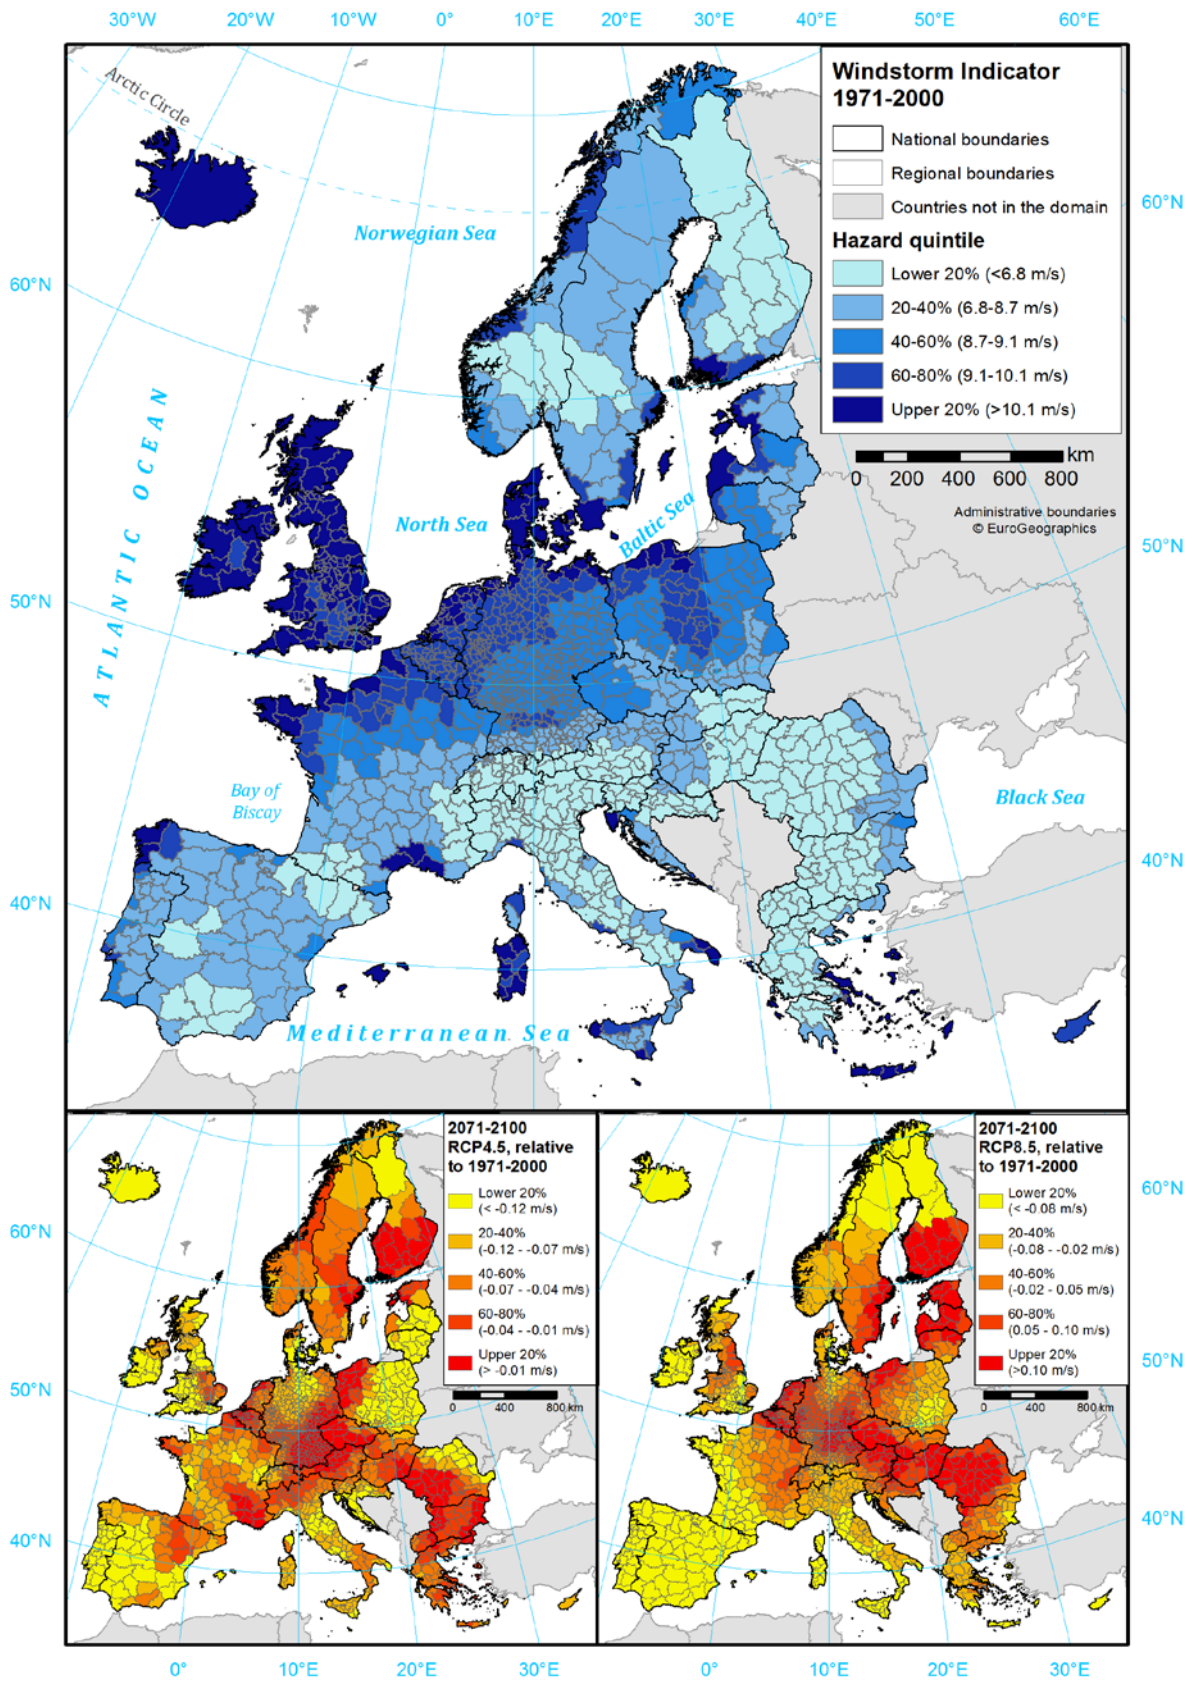 30°W 20°W 10°W 0° 10°E 20°E 30°E 40°E 50°E 60°E
Windstorm Indicator
1971-2000
National boundaries
Regional boundaries
Countries not in the domain
Hazard quintile
Lower 20% (<6.8 m/s)
20-40% (6.8-8.7 m/s)
40-60% (8.7-9.1 m/s)
60-80% (9.1-10.1 m/s)
Upper 20% (>10.1 m/s)
km
0 200 400 600 800
Administrative boundaries
© EuroGeographics
Arctic Circle
Norwegian Sea
ATLANTIC OCEAN
North Sea
Baltic Sea
Bay of
Biscay
Black Sea
Mediterranean Sea
60°N
50°N
40°N
60°N
50°N
40°N
2071-2100
RCP4.5, relative
to 1971-2000
Lower 20%
(< -0.12 m/s)
20-40%
(-0.12 - -0.07 m/s)
40-60%
(-0.07 - -0.04 m/s)
60-80%
(-0.04 - -0.01 m/s)
Upper 20%
(> -0.01 m/s)
0 400 800 km
2071-2100
RCP8.5, relative
to 1971-2000
Lower 20%
(< -0.08 m/s)
20-40%
(-0.08 - -0.02 m/s)
40-60%
(-0.02 - 0.05 m/s)
60-80%
(0.05 - 0.10 m/s)
Upper 20%
(>0.10 m/s)
0 400 800 km
60°N
50°N
40°N
60°N
50°N
40°N
0° 10°E 20°E 30°E 0° 10°E 20°E 30°E